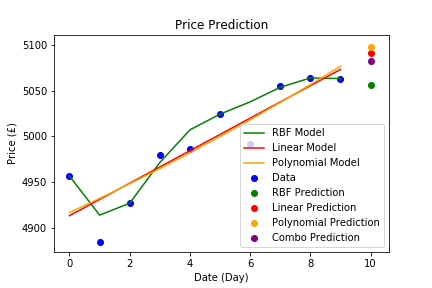 Price Prediction
5100
5050
5000
4950
4900
Price (£)
0
2
4
6
8
10
Date (Day)
RBF Model
Linear Model
Polynomial Model
Data
RBF Prediction
Linear Prediction
Polynomial Prediction
Combo Prediction